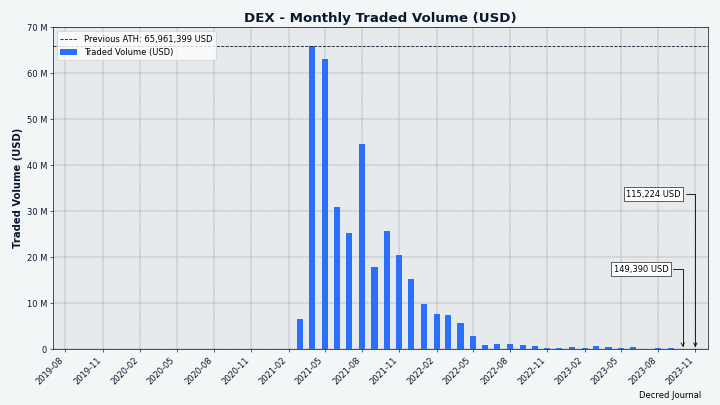 DEX - Monthly Traded Volume (USD)
Previous ATH: 65,961,399 USD
Traded Volume (USD)
Traded Volume (USD)
70 M
60 M
50 M
40 M
30 M
20 M
10 M
0
115,224 USD
149,390 USD
2019-08
2019-11
2020-02
2020-05
2020-08
2020-11
2021-02
2021-05
2021-08
2021-11
2022-02
2022-05
2022-08
2022-11
2023-02
2023-05
2023-08
2023-11
Decred Journal